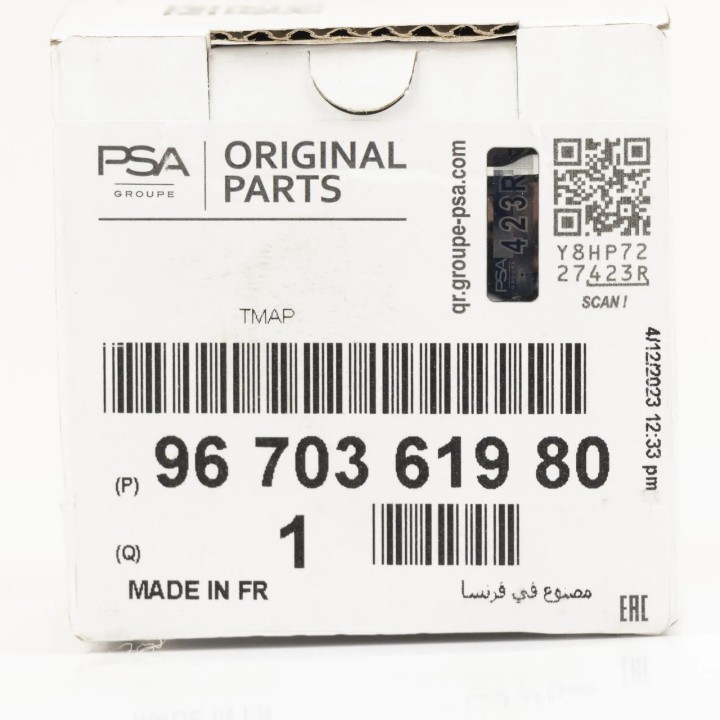 PSA
GROUPE
ORIGINAL
PARTS
qr.groupe-psa.com
PSA
423R
Y8HP72
27423R
SCAN!
TMAP
4/12/2023 12:33 pm
(P) 96 703 619 80
(Q) 1
MADE IN FR
مصنوع في فرنسا
EAC